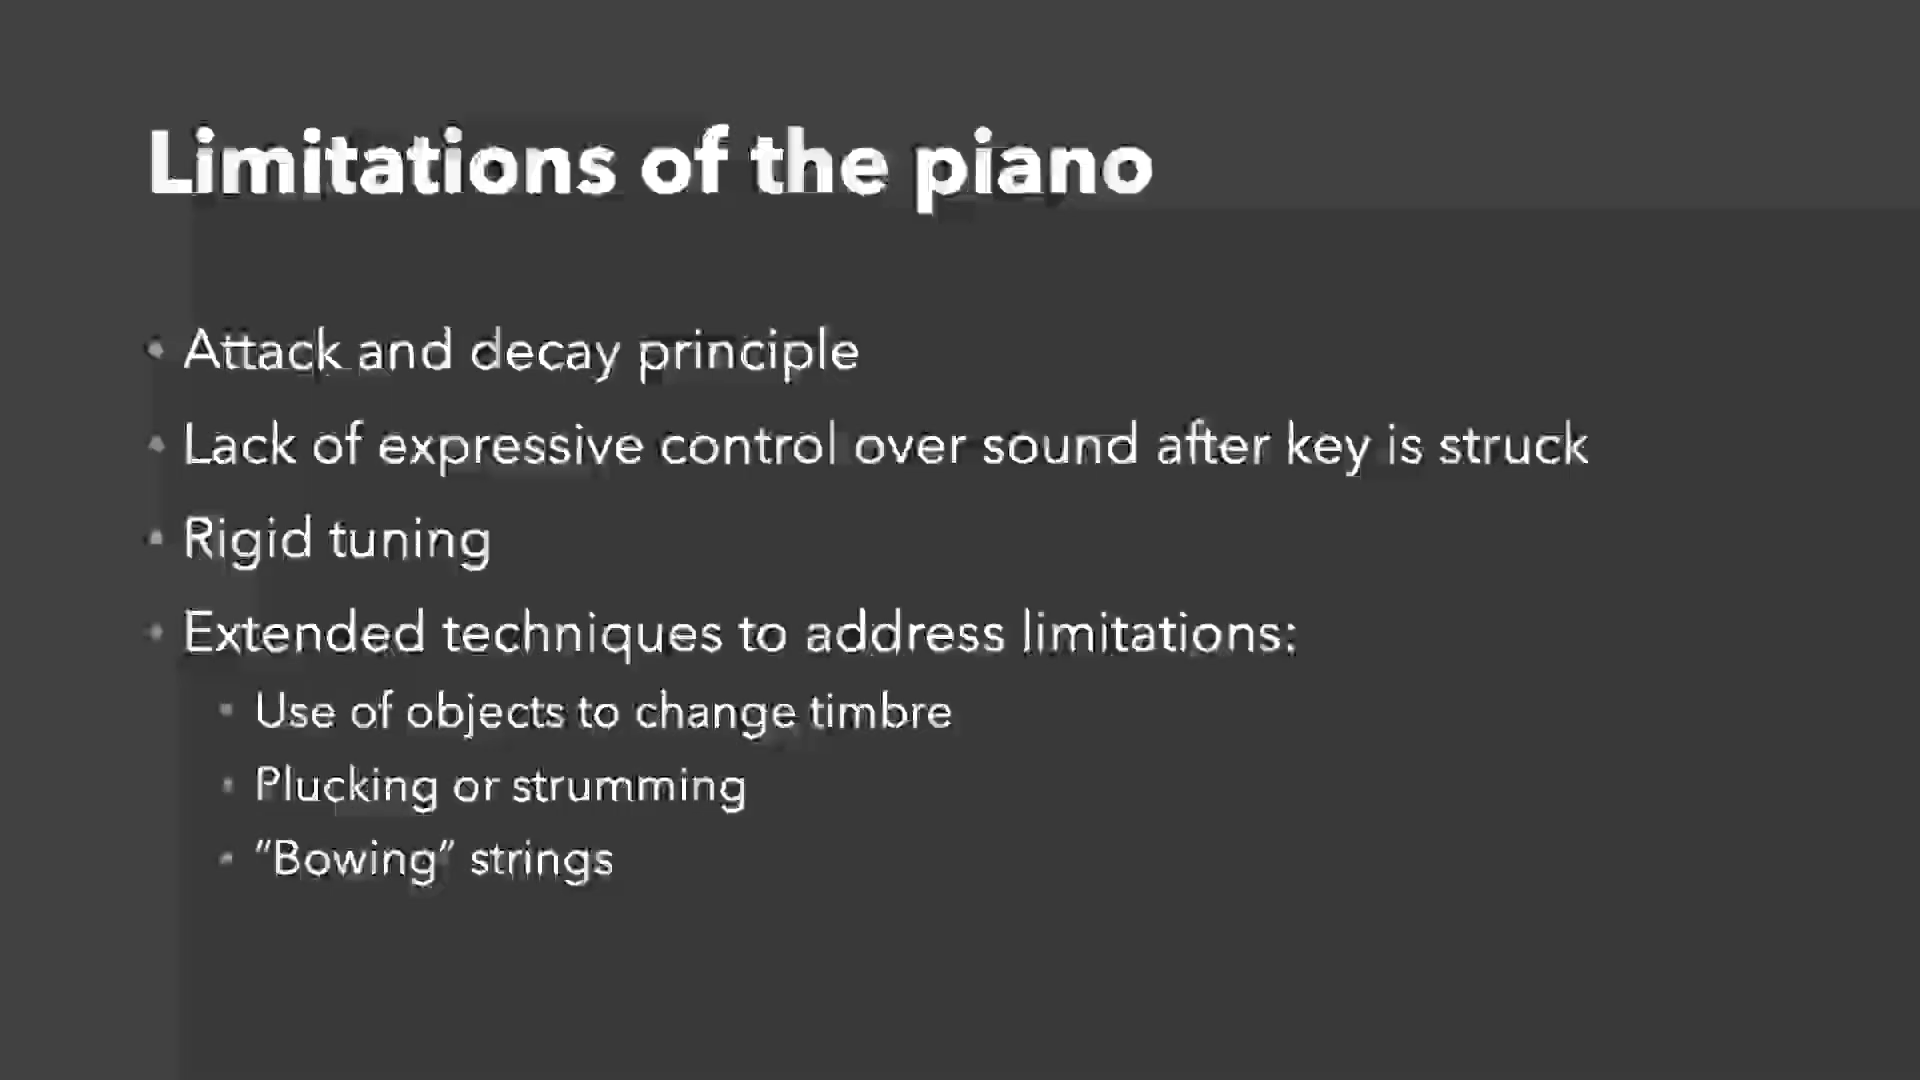 Limitations of the piano
• Attack and decay principle
• Lack of expressive control over sound after key is struck
• Rigid tuning
• Extended techniques to address limitations:
• Use of objects to change timbre
• Plucking or strumming
• "Bowing" strings